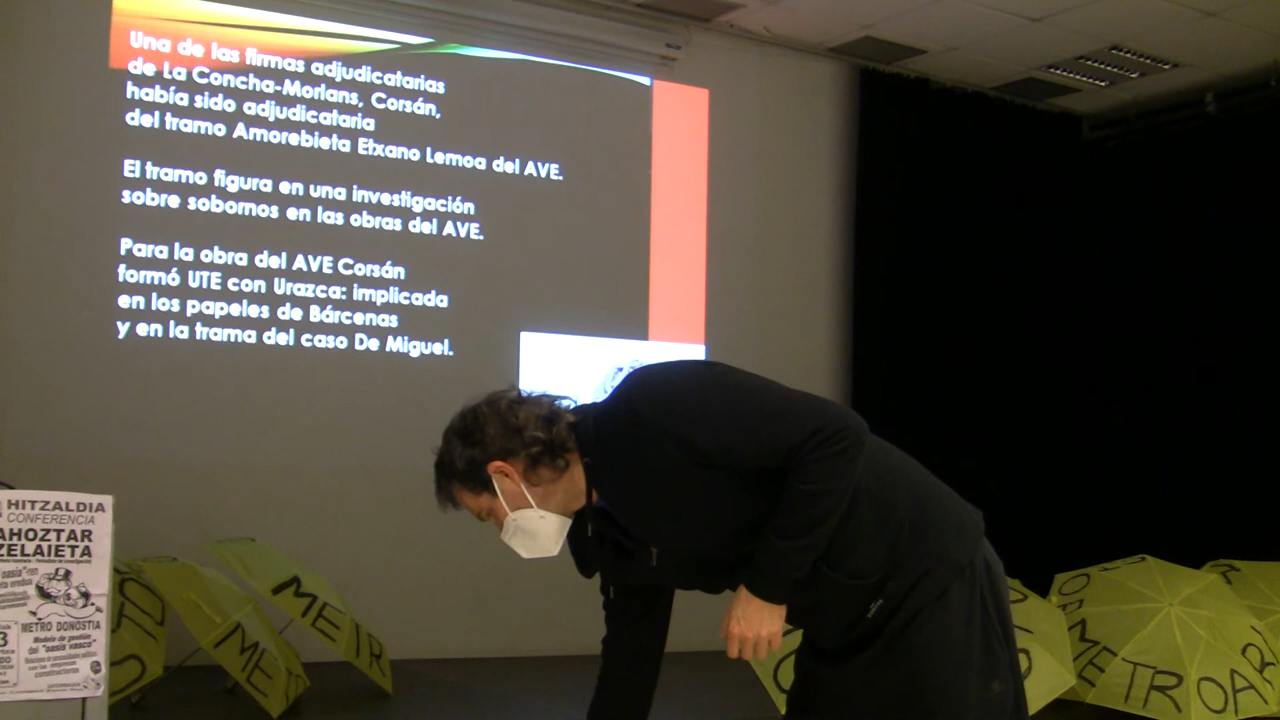 Una de las firmas adjudicatarias
de La Concha-Morlans, Corsán,
había sido adjudicataria
del tramo Amorebieta Etxano Lemoa del AVE.
El tramo figura en una investigación
sobre sobornos en las obras del AVE.
Para la obra del AVE Corsán
formó UTE con Urazca: implicada
en los papeles de Bárcenas
y en la trama del caso De Miguel.
HITZALDIA
CONFERENCIA
AHOZTAR
ZELAIETA
METRO DONOSTIA
Modelo de gestión
del "oasis vasco"
METR
ME
METROARI